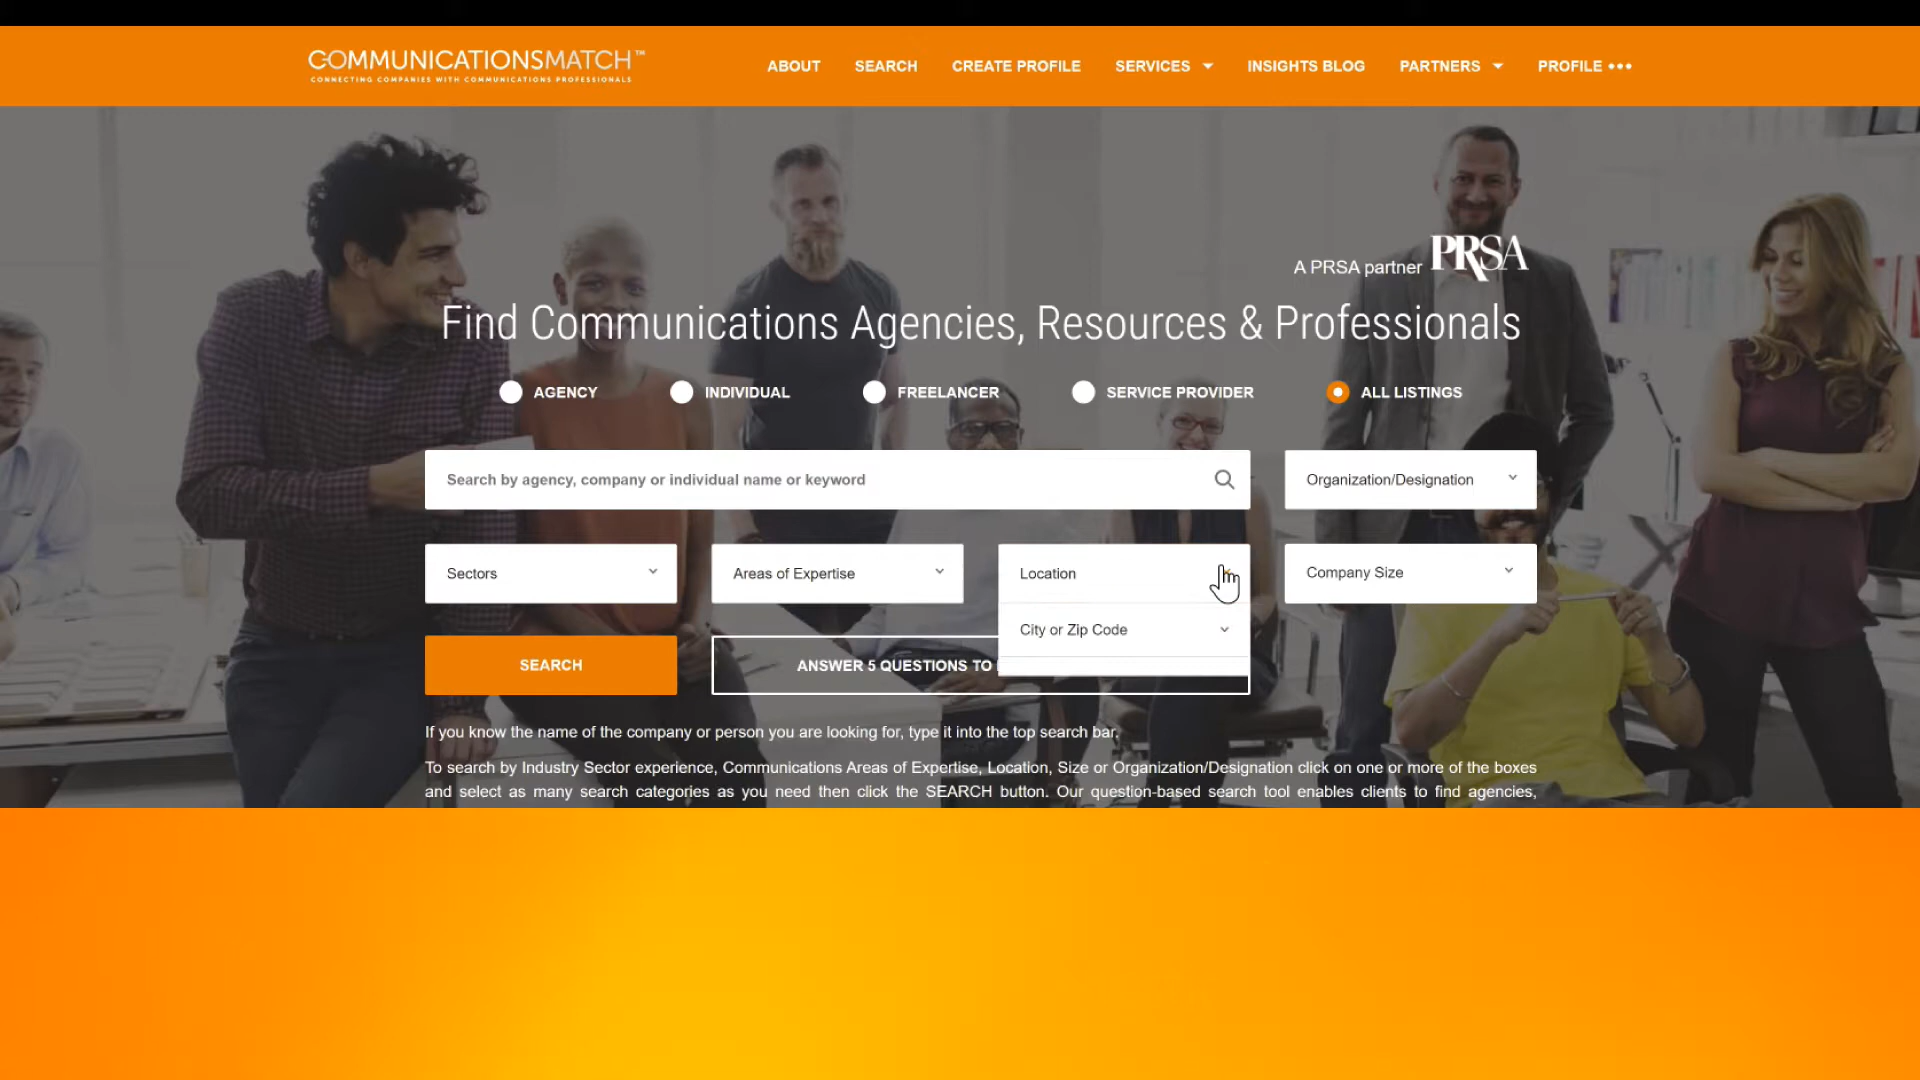 COMMUNICATIONSMATCH™
CONNECTING COMPANIES WITH COMMUNICATIONS PROFESSIONALS
ABOUT
SEARCH
CREATE PROFILE
SERVICES
INSIGHTS BLOG
PARTNERS
PROFILE •••
A PRSA partner PRSA
Find Communications Agencies, Resources & Professionals
AGENCY
INDIVIDUAL
FREELANCER
SERVICE PROVIDER
ALL LISTINGS
Search by agency, company or individual name or keyword
Organization/Designation
Sectors
Areas of Expertise
Location
Company Size
City or Zip Code
SEARCH
ANSWER 5 QUESTIONS TO
If you know the name of the company or person you are looking for, type it into the top search bar.
To search by Industry Sector experience, Communications Areas of Expertise, Location, Size or Organization/Designation click on one or more of the boxes
and select as many search categories as you need then click the SEARCH button. Our question-based search tool enables clients to find agencies,